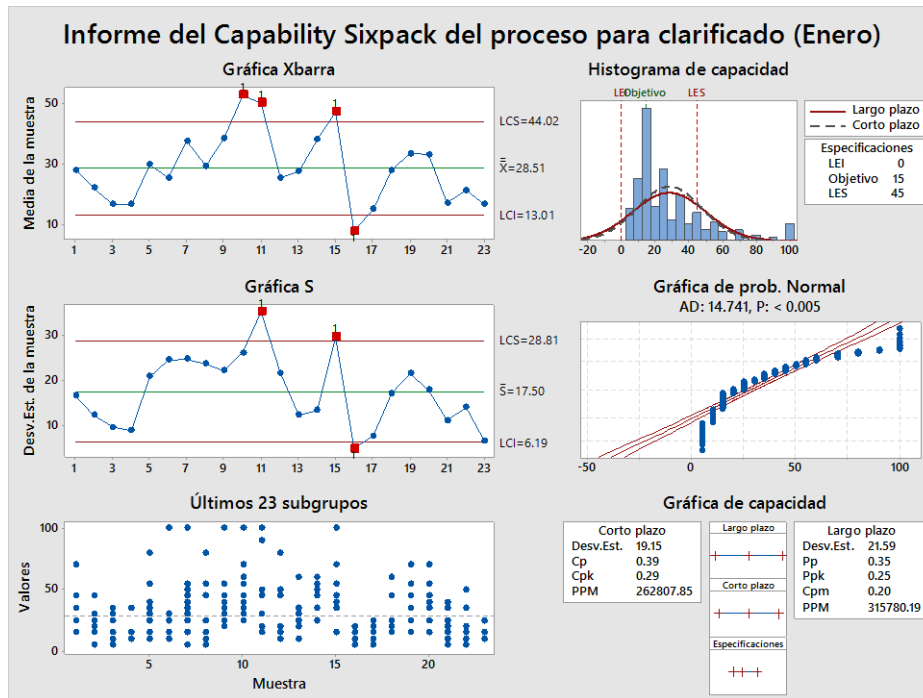 Informe del Capability Sixpack del proceso para clarificado (Enero)
Gráfica Xbarra
Media de la muestra
50
30
10
1
1
1
1
LCS=44.02
X=28.51
LCI=13.01
1 3 5 7 9 11 13 15 17 19 21 23
Histograma de capacidad
LEI Objetivo LES
-20 0 20 40 60 80 100
Largo plazo
Corto plazo
Especificaciones
LEI 0
Objetivo 15
LES 45
Gráfica S
Desv.Est. de la muestra
30
20
10
1
1
1
LCS=28.81
S=17.50
LCI=6.19
1 3 5 7 9 11 13 15 17 19 21 23
Gráfica de prob. Normal
AD: 14.741, P: < 0.005
-50 0 50 100
Últimos 23 subgrupos
Valores
100
50
0
5 10 15 20
Muestra
Gráfica de capacidad
Corto plazo
Desv.Est. 19.15
Cp 0.39
Cpk 0.29
PPM 262807.85
Largo plazo
Corto plazo
Especificaciones
Largo plazo
Desv.Est. 21.59
Pp 0.35
Ppk 0.25
Cpm 0.20
PPM 315780.19